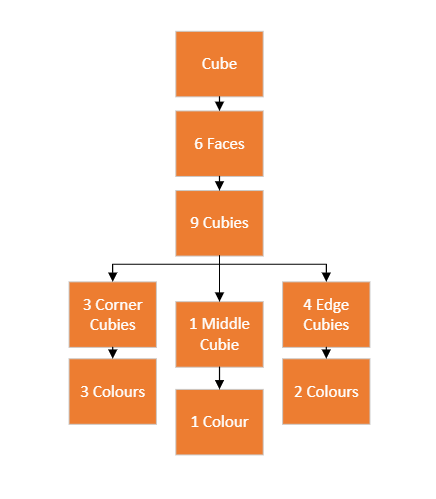 Cube
6 Faces
9 Cubies
3 Corner
Cubies
1 Middle
Cubie
4 Edge
Cubies
3 Colours
1 Colour
2 Colours